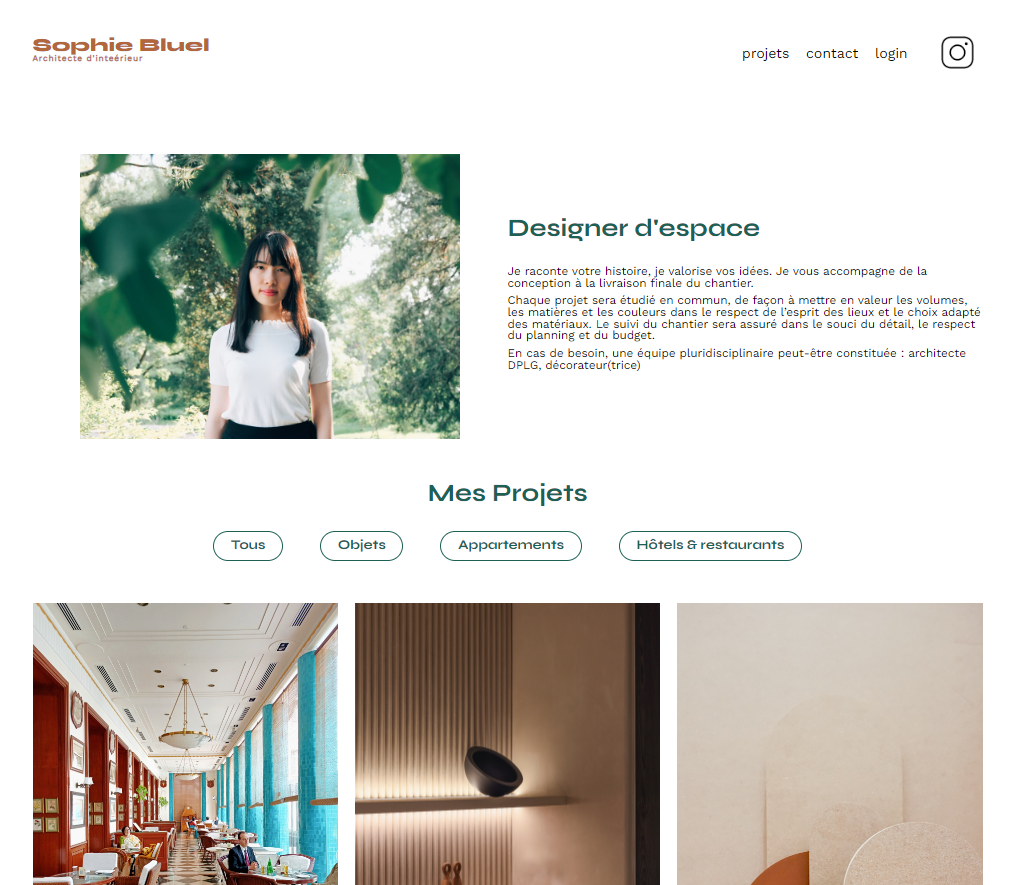 Sophie Bluel
Architecte d'inteérieur
projets contact login
Designer d'espace
Je raconte votre histoire, je valorise vos idées. Je vous accompagne de la
conception à la livraison finale du chantier.
Chaque projet sera étudié en commun, de façon à mettre en valeur les volumes,
les matières et les couleurs dans le respect de l’esprit des lieux et le choix adapté
des matériaux. Le suivi du chantier sera assuré dans le souci du détail, le respect
du planning et du budget.
En cas de besoin, une équipe pluridisciplinaire peut-être constituée : architecte
DPLG, décorateur(trice)
Mes Projets
Tous Objets Appartements Hôtels & restaurants